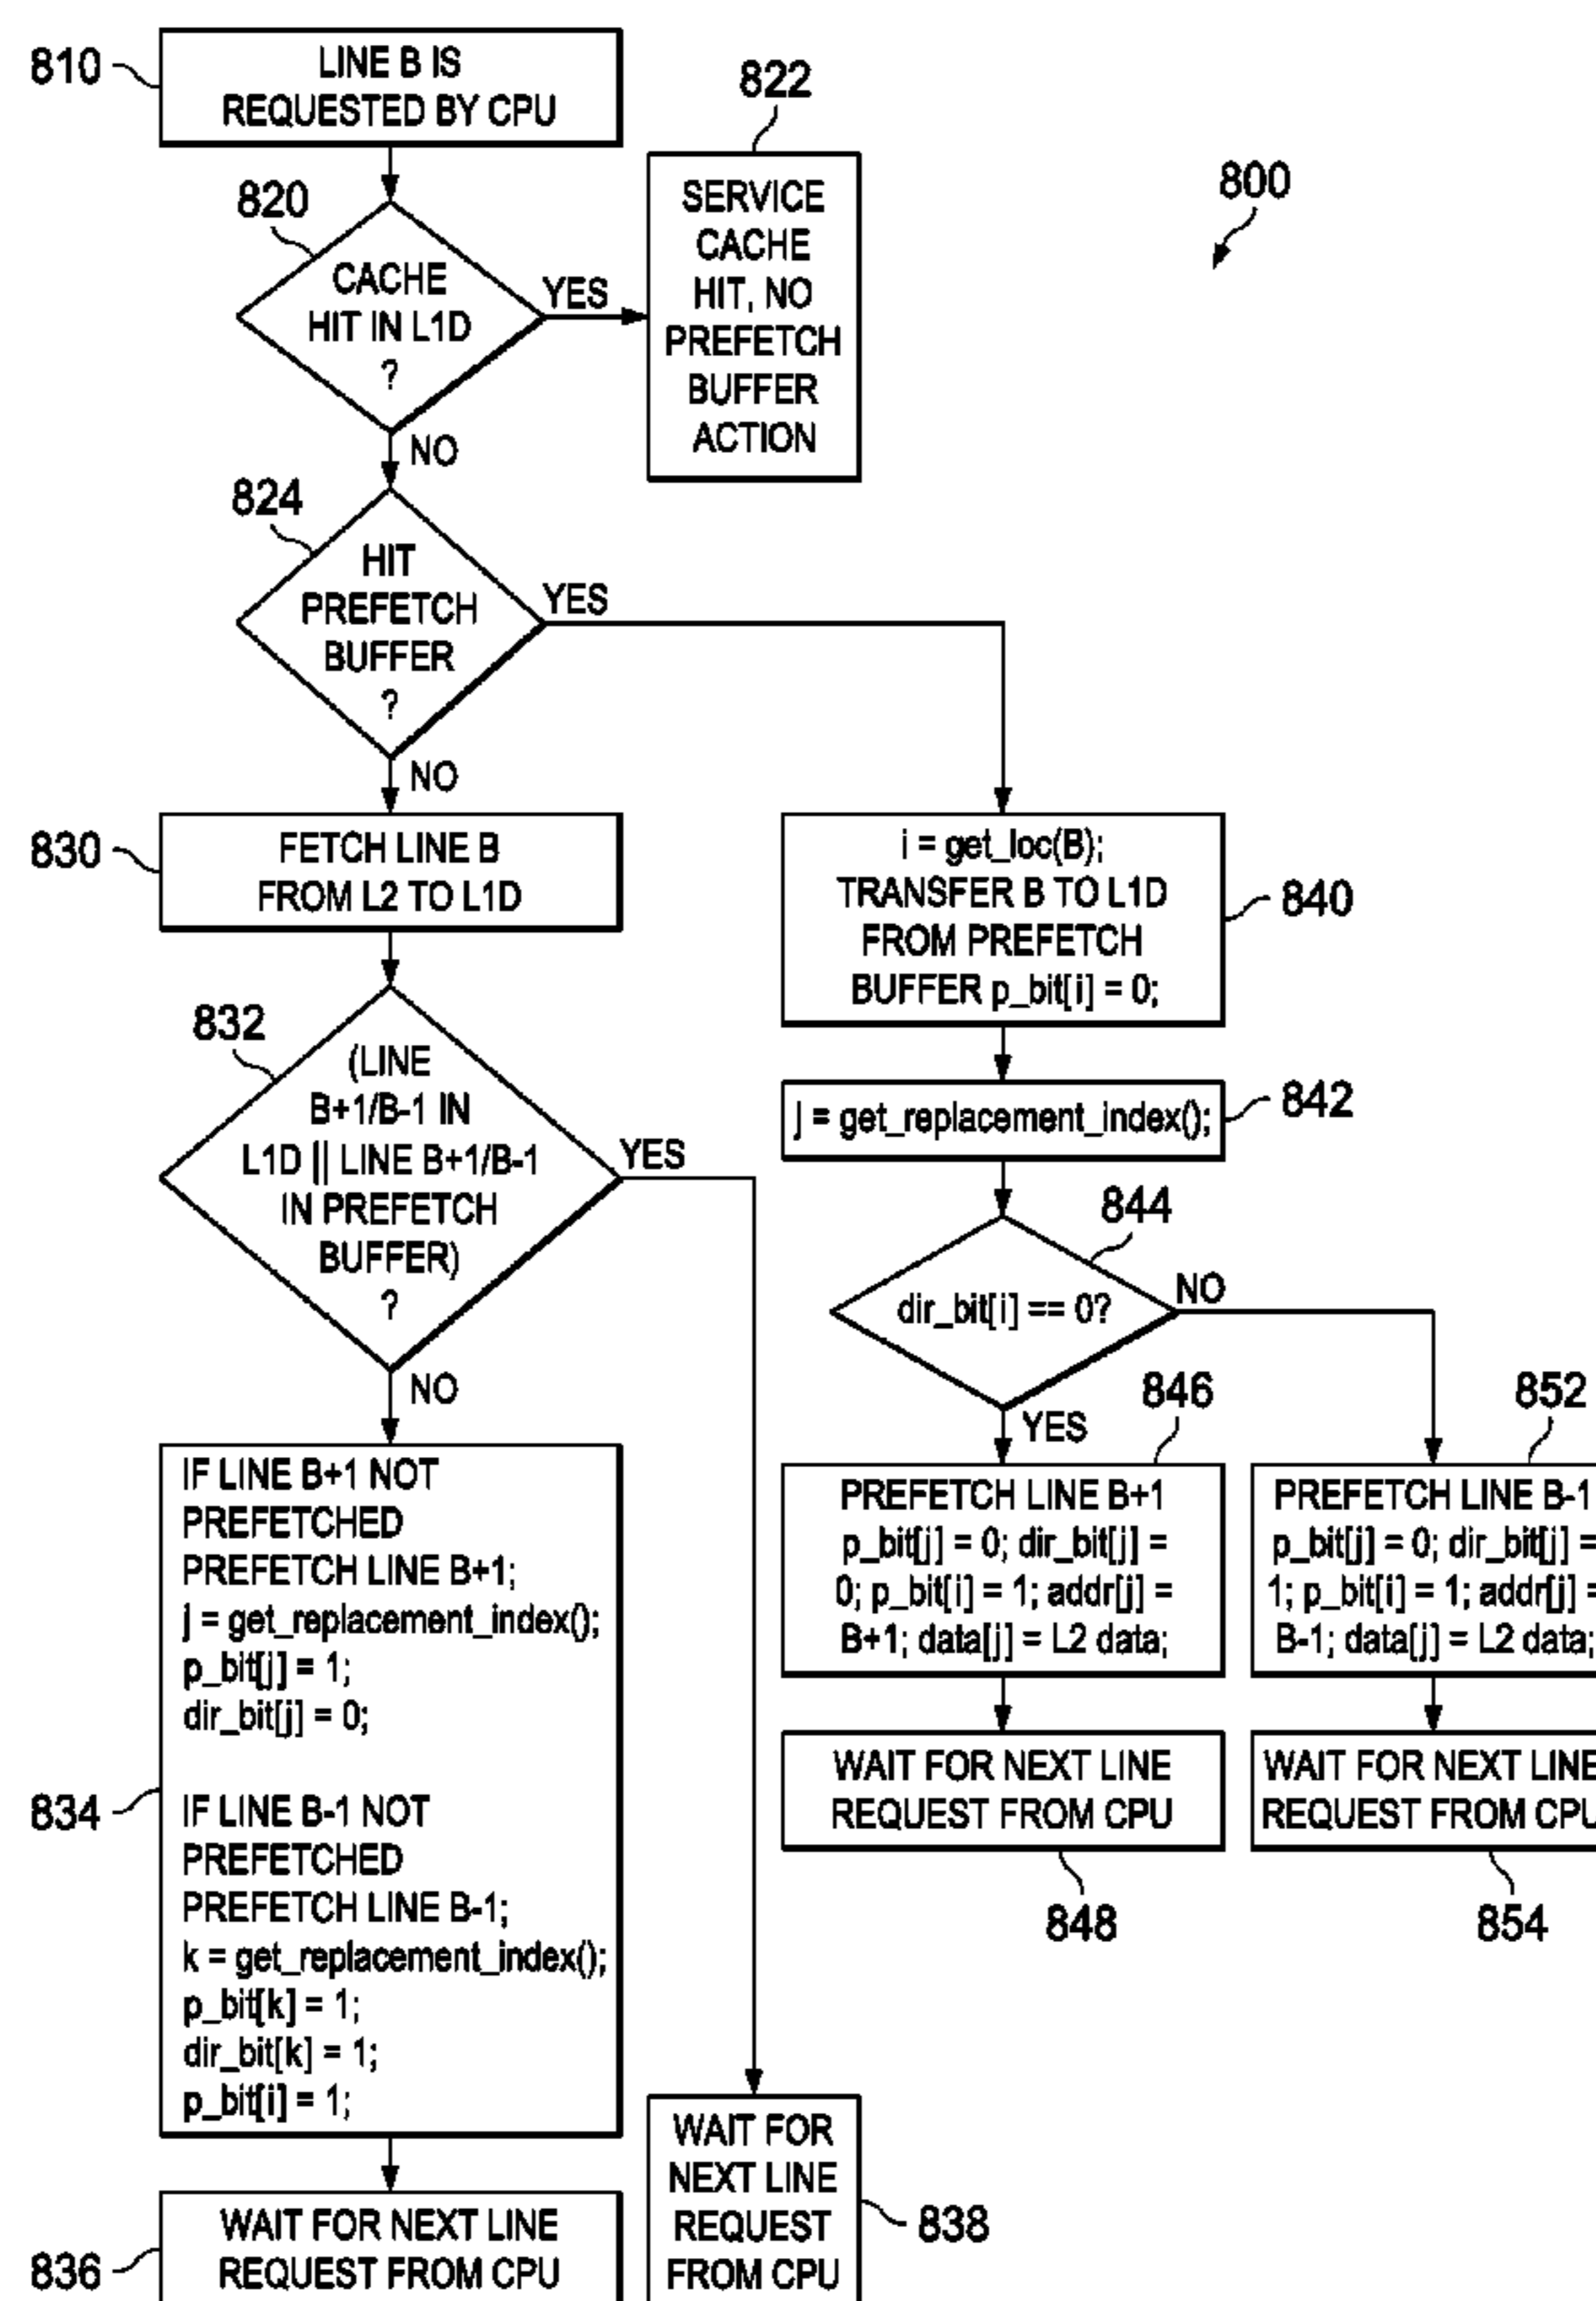 810
LINE B IS
REQUESTED BY CPU
822
800
820
CACHE
HIT IN L1D
?
YES
NO
SERVICE
CACHE
HIT, NO
PREFETCH
BUFFER
ACTION
824
HIT
PREFETCH
BUFFER
?
YES
NO
830
FETCH LINE B
FROM L2 TO L1D
i = get_loc(B);
TRANSFER B TO L1D
FROM PREFETCH
BUFFER p_bit[i] = 0;
840
832
(LINE
B+1/B-1 IN
L1D || LINE B+1/B-1
IN PREFETCH
BUFFER)
?
YES
NO
j = get_replacement_index();
842
844
dir_bit[i] == 0?
NO
YES
846
852
834
IF LINE B+1 NOT
PREFETCHED
PREFETCH LINE B+1;
j = get_replacement_index();
p_bit[j] = 1;
dir_bit[j] = 0;
IF LINE B-1 NOT
PREFETCHED
PREFETCH LINE B-1;
k = get_replacement_index();
p_bit[k] = 1;
dir_bit[k] = 1;
p_bit[i] = 1;
PREFETCH LINE B+1
p_bit[j] = 0; dir_bit[j] =
0; p_bit[i] = 1; addr[j] =
B+1; data[j] = L2 data;
PREFETCH LINE B-1
p_bit[j] = 0; dir_bit[j] =
1; p_bit[i] = 1; addr[j] =
B-1; data[j] = L2 data;
WAIT FOR NEXT LINE
REQUEST FROM CPU
848
WAIT FOR NEXT LINE
REQUEST FROM CPU
854
836
WAIT FOR NEXT LINE
REQUEST FROM CPU
WAIT FOR
NEXT LINE
REQUEST
FROM CPU
838